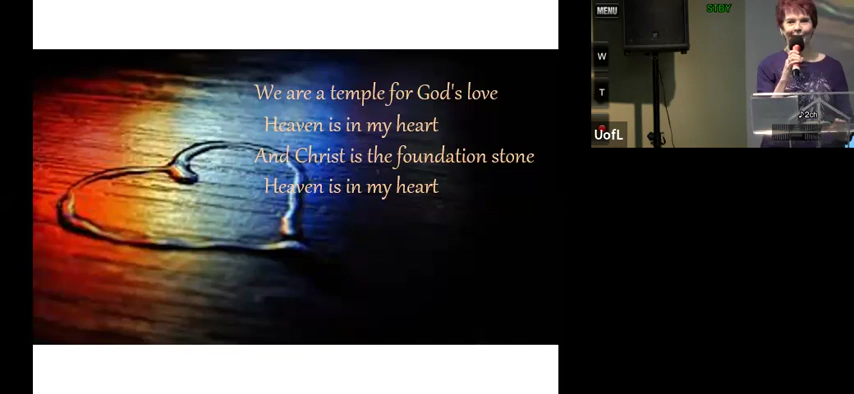 We are a temple for God's love
Heaven is in my heart
And Christ is the foundation stone
Heaven is in my heart
MENU
STBY
W
T
♪2ch
UofL